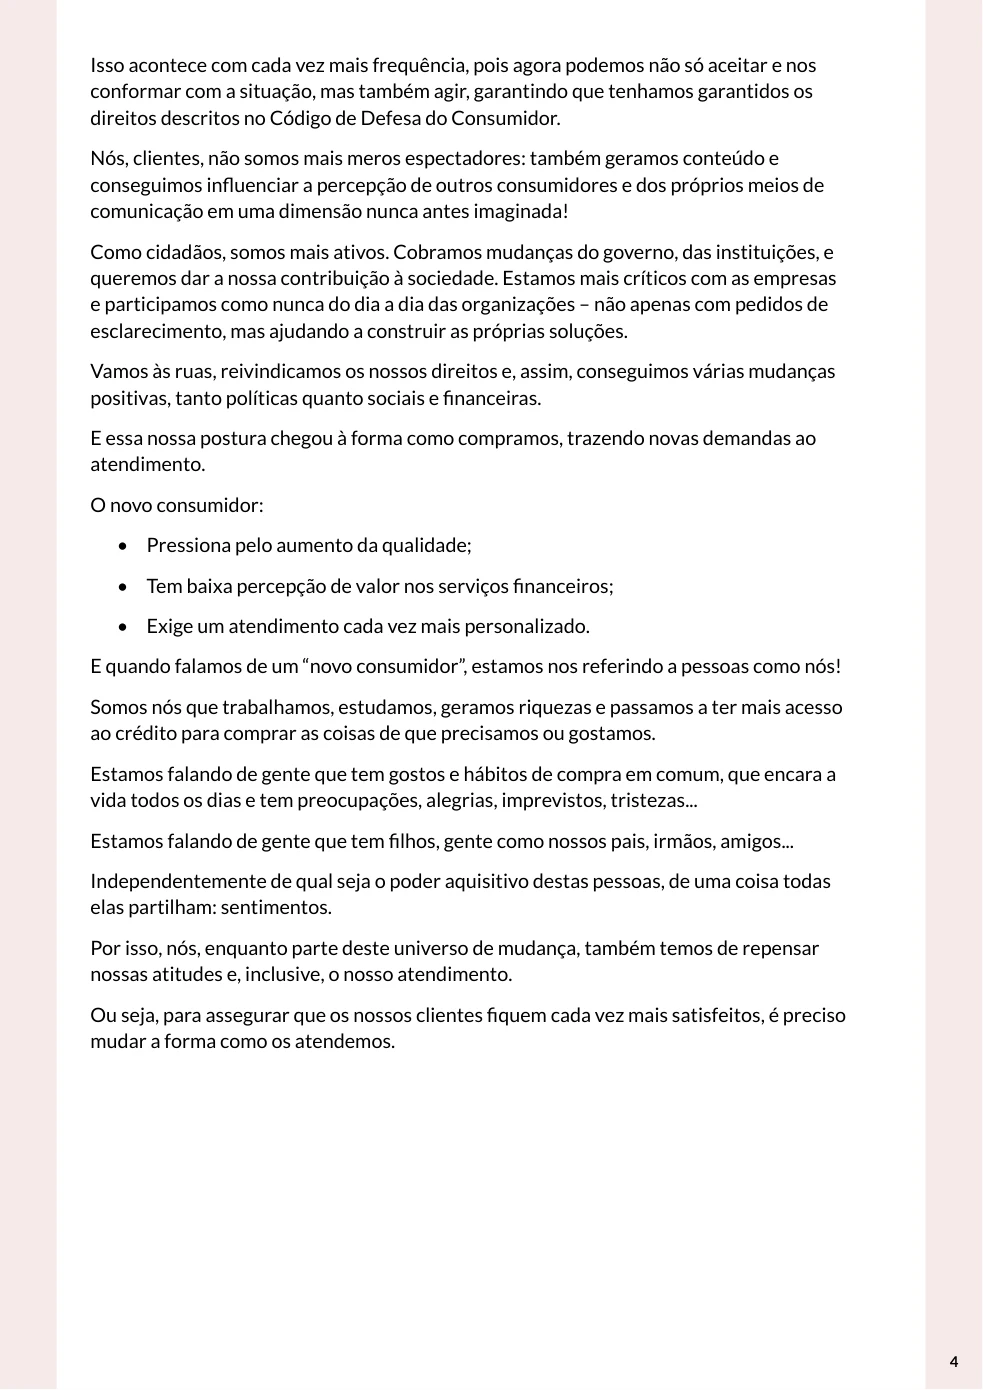 Isso acontece com cada vez mais frequência, pois agora podemos não só aceitar e nos
conformar com a situação, mas também agir, garantindo que tenhamos garantidos os
direitos descritos no Código de Defesa do Consumidor.
Nós, clientes, não somos mais meros espectadores: também geramos conteúdo e
conseguimos influenciar a percepção de outros consumidores e dos próprios meios de
comunicação em uma dimensão nunca antes imaginada!
Como cidadãos, somos mais ativos. Cobramos mudanças do governo, das instituições, e
queremos dar a nossa contribuição à sociedade. Estamos mais críticos com as empresas
e participamos como nunca do dia a dia das organizações – não apenas com pedidos de
esclarecimento, mas ajudando a construir as próprias soluções.
Vamos às ruas, reivindicamos os nossos direitos e, assim, conseguimos várias mudanças
positivas, tanto políticas quanto sociais e financeiras.
E essa nossa postura chegou à forma como compramos, trazendo novas demandas ao
atendimento.
O novo consumidor:
• Pressiona pelo aumento da qualidade;
• Tem baixa percepção de valor nos serviços financeiros;
• Exige um atendimento cada vez mais personalizado.
E quando falamos de um “novo consumidor”, estamos nos referindo a pessoas como nós!
Somos nós que trabalhamos, estudamos, geramos riquezas e passamos a ter mais acesso
ao crédito para comprar as coisas de que precisamos ou gostamos.
Estamos falando de gente que tem gostos e hábitos de compra em comum, que encara a
vida todos os dias e tem preocupações, alegrias, imprevistos, tristezas...
Estamos falando de gente que tem filhos, gente como nossos pais, irmãos, amigos...
Independentemente de qual seja o poder aquisitivo destas pessoas, de uma coisa todas
elas partilham: sentimentos.
Por isso, nós, enquanto parte deste universo de mudança, também temos de repensar
nossas atitudes e, inclusive, o nosso atendimento.
Ou seja, para assegurar que os nossos clientes fiquem cada vez mais satisfeitos, é preciso
mudar a forma como os atendemos.
4